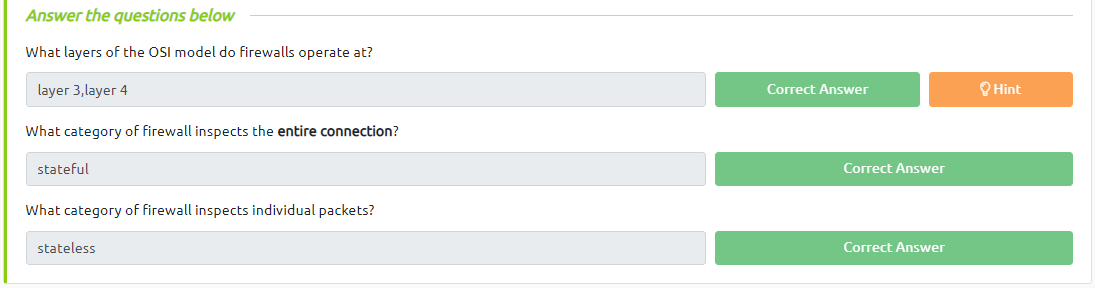 Answer the questions below
What layers of the OSI model do firewalls operate at?
layer 3,layer 4
Correct Answer
Hint
What category of firewall inspects the entire connection?
stateful
Correct Answer
What category of firewall inspects individual packets?
stateless
Correct Answer